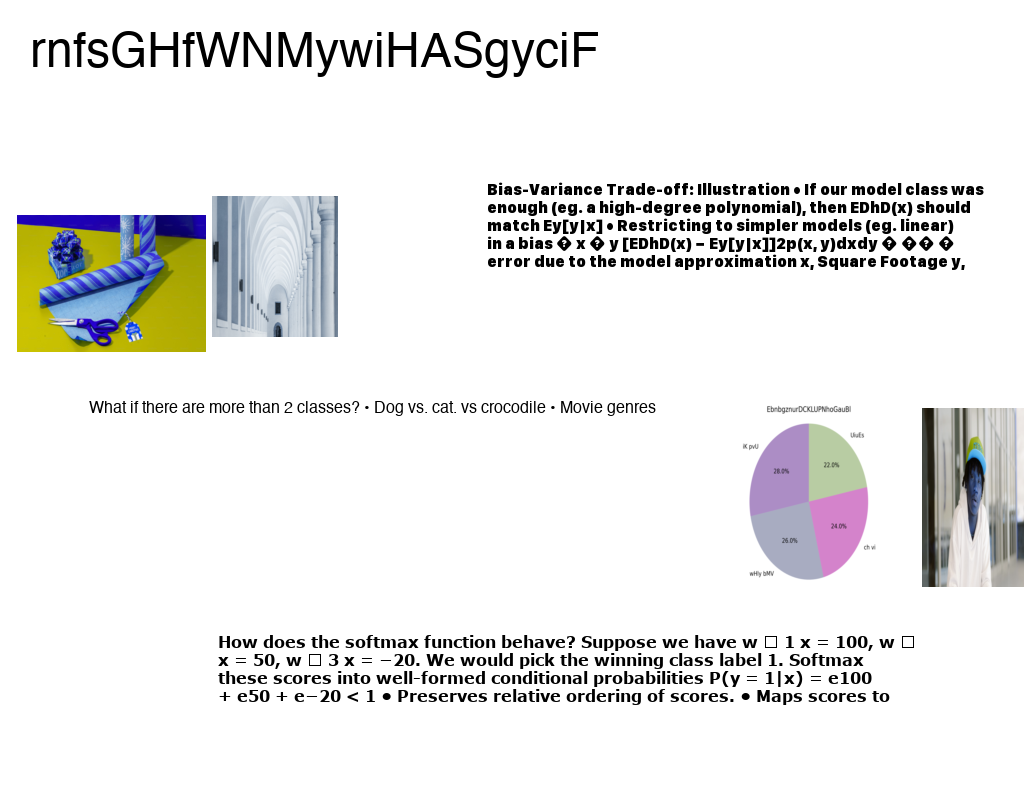 rnfsGHfWNMywiHASgyciF
Bias-Variance Trade-off: Illustration • If our model class was
enough (eg. a high-degree polynomial), then EDhD(x) should
match Ey[y|x] • Restricting to simpler models (eg. linear)
in a bias � x � y [EDhD(x) − Ey[y|x]]2p(x, y)dxdy � �� �
error due to the model approximation x, Square Footage y,
What if there are more than 2 classes? • Dog vs. cat. vs crocodile • Movie genres
EbnbgznurDCXLUPNhoGauBl
UiuEs
iK pvU
28.0%
22.0%
24.0%
26.0%
ch vi
wHly bMV
How does the softmax function behave? Suppose we have w □ 1 x = 100, w □
x = 50, w □ 3 x = −20. We would pick the winning class label 1. Softmax
these scores into well-formed conditional probabilities P(y = 1|x) = e100
+ e50 + e−20 < 1 • Preserves relative ordering of scores. • Maps scores to